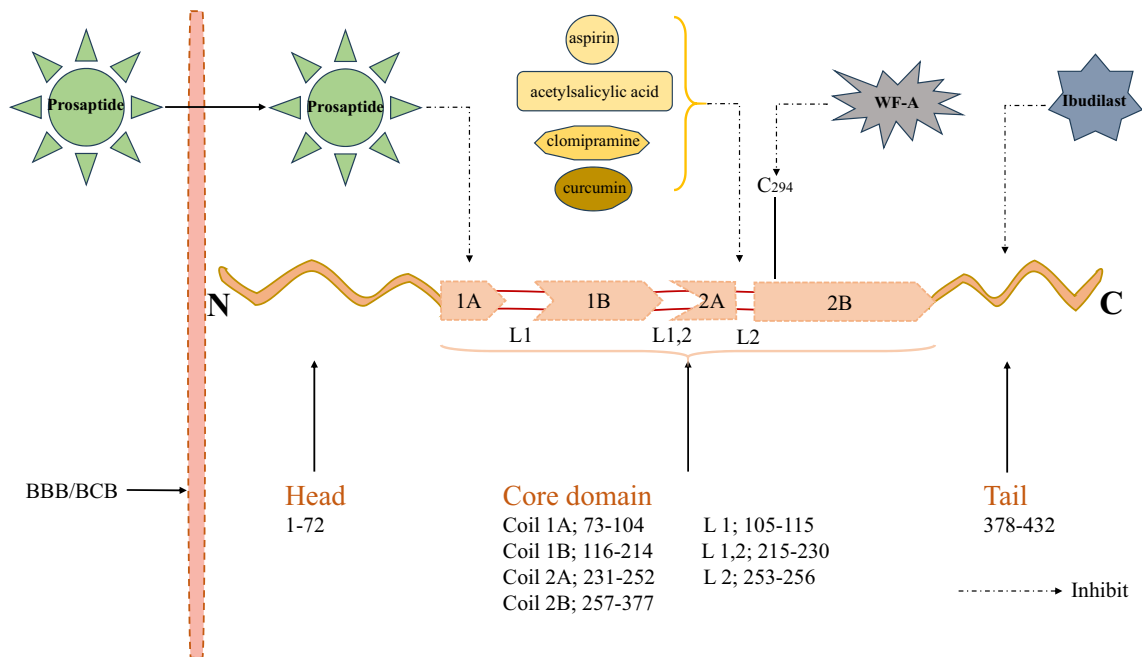 aspirin
acetylsalicylic acid
clomipramine
curcumin
Prosaptide
Prosaptide
WF-A
Ibudilast
C294
N
1A
1B
2A
2B
C
L1
L1,2
L2
BBB/BCB
Head
1-72
Core domain
Coil 1A; 73-104
L 1; 105-115
Coil 1B; 116-214
L 1,2; 215-230
Coil 2A; 231-252
L 2; 253-256
Coil 2B; 257-377
Tail
378-432
Inhibit